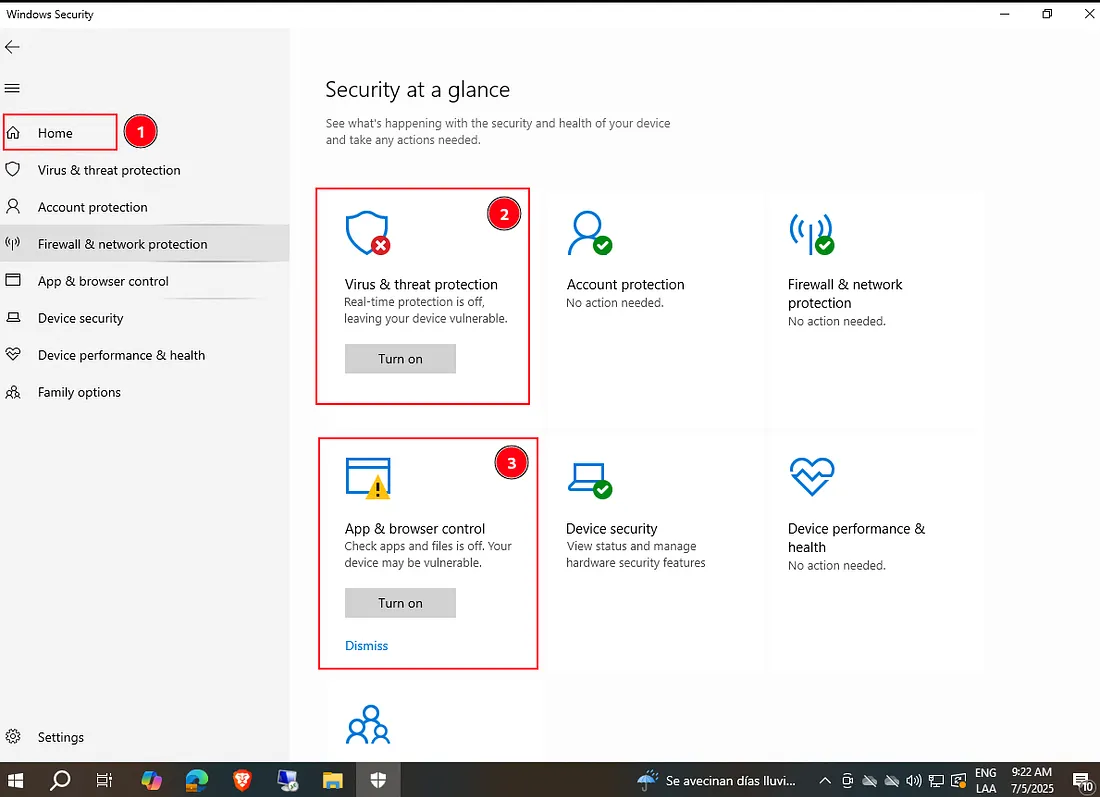 Windows Security
Home
1
Virus & threat protection
Account protection
Firewall & network protection
App & browser control
Device security
Device performance & health
Family options
Settings
Security at a glance
See what's happening with the security and health of your device
and take any actions needed.
2
Virus & threat protection
Real-time protection is off,
leaving your device vulnerable.
Turn on
Account protection
No action needed.
Firewall & network
protection
No action needed.
3
App & browser control
Check apps and files is off. Your
device may be vulnerable.
Turn on
Dismiss
Device security
View status and manage
hardware security features
Device performance &
health
No action needed.
Se avecinan días lluvi...
ENG
LAA
9:22 AM
7/5/2025
10